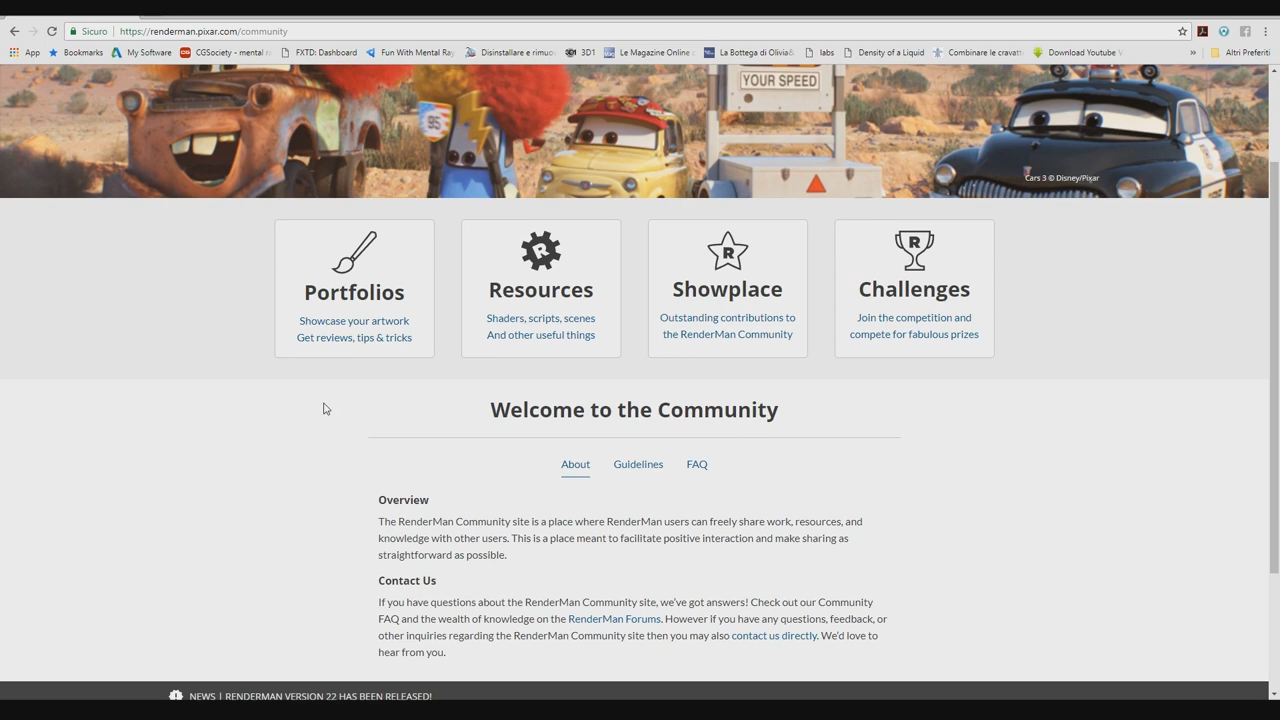 Sicuro
https://renderman.pixar.com/community
App
Bookmarks
My Software
CGSociety - mental r
FXTD: Dashboard
Fun With Mental Ray
Disinstallare e rimuo
3D1
Le Magazine Online
La Bottega di Olivia&
labs
Density of a Liquid
Combinare le cravatt
Download Youtube V
»
Altri Preferiti
YOUR SPEED
Cars 3 © Disney/Pixar
Portfolios
Showcase your artwork
Get reviews, tips & tricks
R
Resources
Shaders, scripts, scenes
And other useful things
R
Showplace
Outstanding contributions to
the RenderMan Community
R
Challenges
Join the competition and
compete for fabulous prizes
Welcome to the Community
About
Guidelines
FAQ
Overview
The RenderMan Community site is a place where RenderMan users can freely share work, resources, and
knowledge with other users. This is a place meant to facilitate positive interaction and make sharing as
straightforward as possible.
Contact Us
If you have questions about the RenderMan Community site, we've got answers! Check out our Community
FAQ and the wealth of knowledge on the RenderMan Forums. However if you have any questions, feedback, or
other inquiries regarding the RenderMan Community site then you may also contact us directly. We'd love to
hear from you.
NEWS | RENDERMAN VERSION 22 HAS BEEN RELEASED!